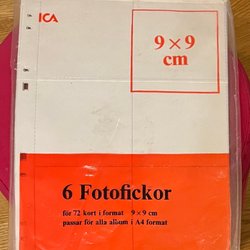 ICA
9 × 9
cm
6 Fotofickor
för 72 kort i format 9 × 9 cm
passar för alla album i A4 format